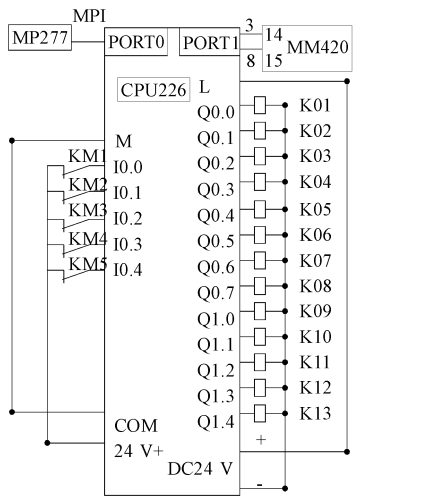 MPI
MP277
PORT0
PORT1
3
14
MM420
8
15
CPU226
L
Q0.0
K01
Q0.1
K02
M
KM1
I0.0
Q0.2
K03
KM2
I0.1
Q0.3
K04
KM3
I0.2
Q0.4
K05
KM4
I0.3
Q0.5
K06
KM5
I0.4
Q0.6
K07
Q0.7
K08
Q1.0
K09
Q1.1
K10
Q1.2
K11
Q1.3
K12
Q1.4
K13
COM
+
24 V+
DC24 V
-